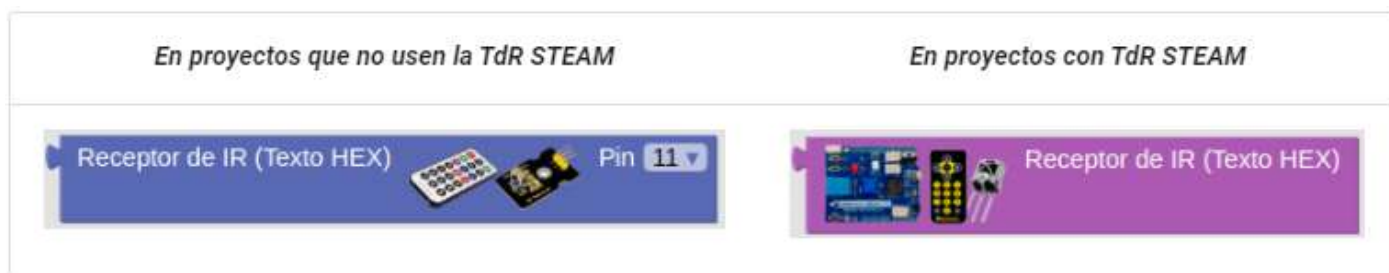 En proyectos que no usen la TdR STEAM
En proyectos con TdR STEAM
Receptor de IR (Texto HEX) Pin 11
Receptor de IR (Texto HEX)